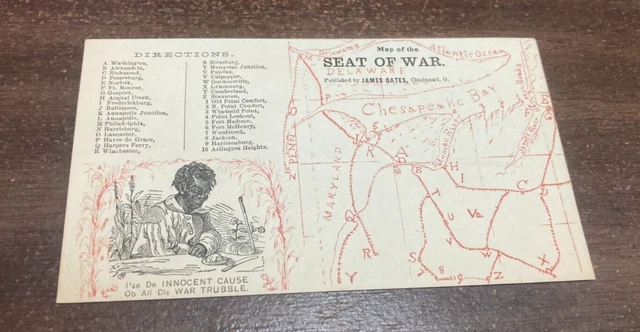 DIRECTIONS.
A Washington,
B Alexandria,
C Richmond,
D Petersburg,
E Norfolk,
F Ft. Monroe,
G Gosport,
H Acquai Creek,
I Fredericksburg,
J Baltimore,
K Annapolis Junction,
L Annapolis,
M Philadelphia,
N Harrisburg,
O Lancaster,
P Havre de Grace,
Q Harpers Ferry,
R Winchester,
S Strasburg,
T Manassas Junction,
U Fairfax,
V Culpepper,
W Gordonville,
Y Cumberland,
Z Staunton,
1 Old Point Comfort,
2 N. Point Comfort,
3 Windmill Point,
4 Point Lookout,
5 Fort Madison,
6 Fort McHenry,
7 Woodstock,
8 Jackson,
9 Harrisonburg,
10 Arlington Heights.
I'se De INNOCENT CAUSE
Ob All Dis WAR TRUBBLE.
Map of the
SEAT OF WAR.
Published by JAMES GATES, Cincinnati, O.
Atlantic Ocean
DELAWARE
Chesapeake Bay
MARYLAND
PENN
Va.
M
P
O
J
L
K
A
B
H
I
C
Q
T
U
V
W
R
S
Y
Z
X